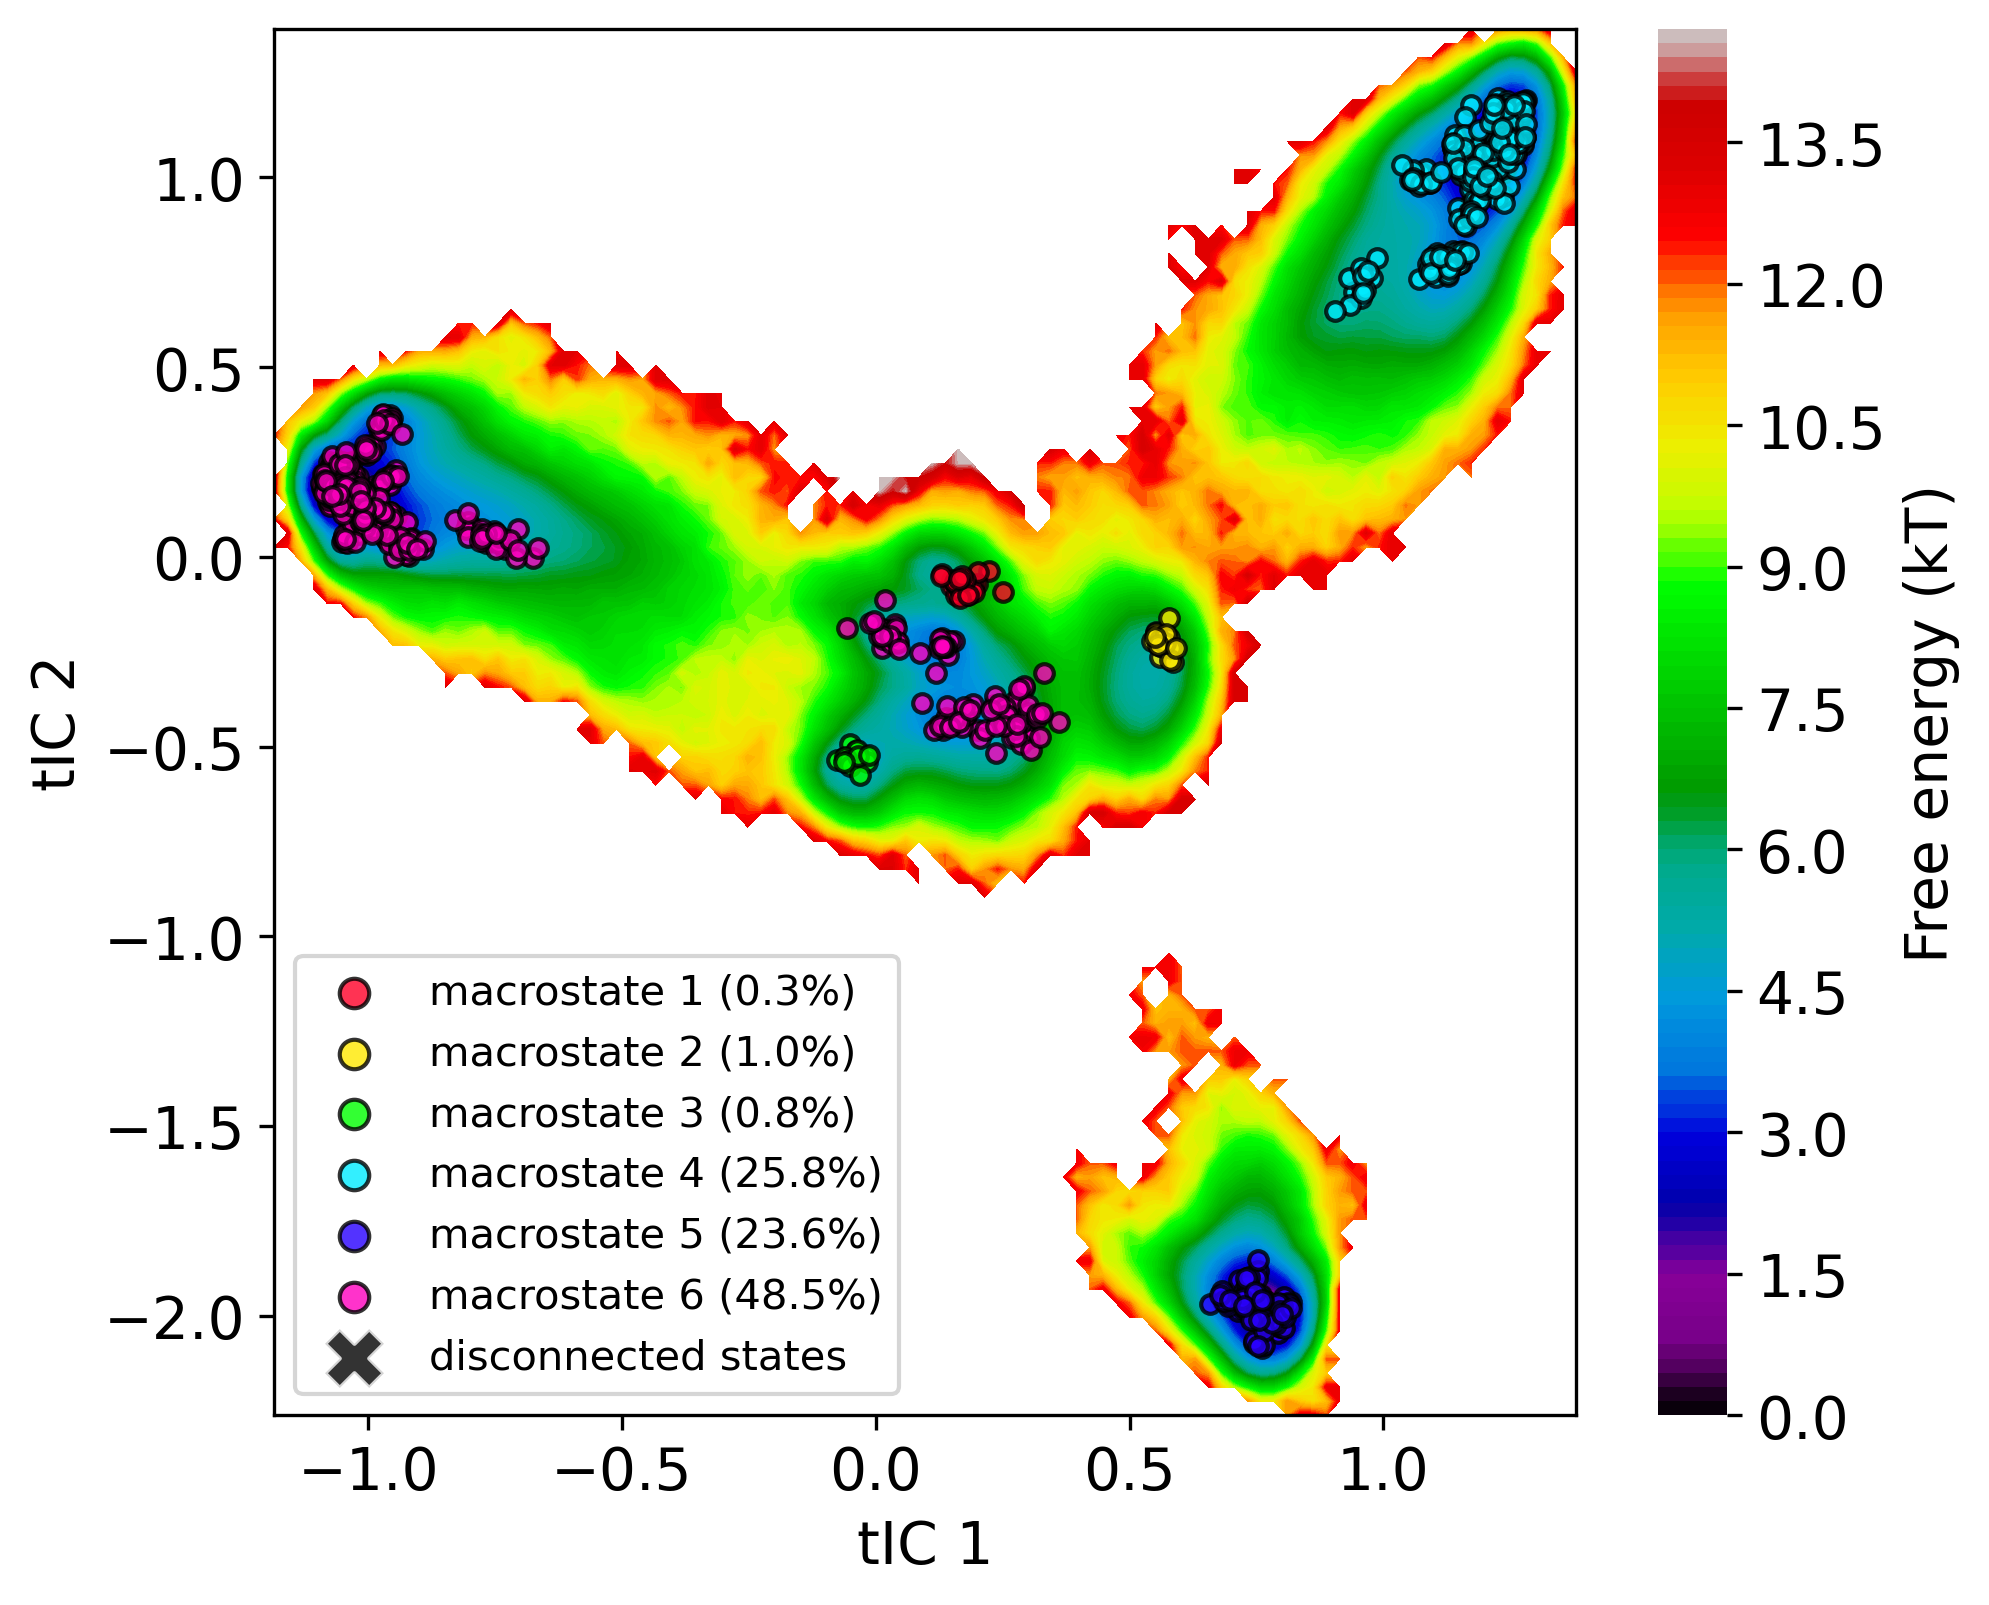 1.0
0.5
0.0
−0.5
−1.0
−1.5
−2.0
tIC 2
−1.0
−0.5
0.0
0.5
1.0
tIC 1
macrostate 1 (0.3%)
macrostate 2 (1.0%)
macrostate 3 (0.8%)
macrostate 4 (25.8%)
macrostate 5 (23.6%)
macrostate 6 (48.5%)
disconnected states
13.5
12.0
10.5
9.0
7.5
6.0
4.5
3.0
1.5
0.0
Free energy (kT)